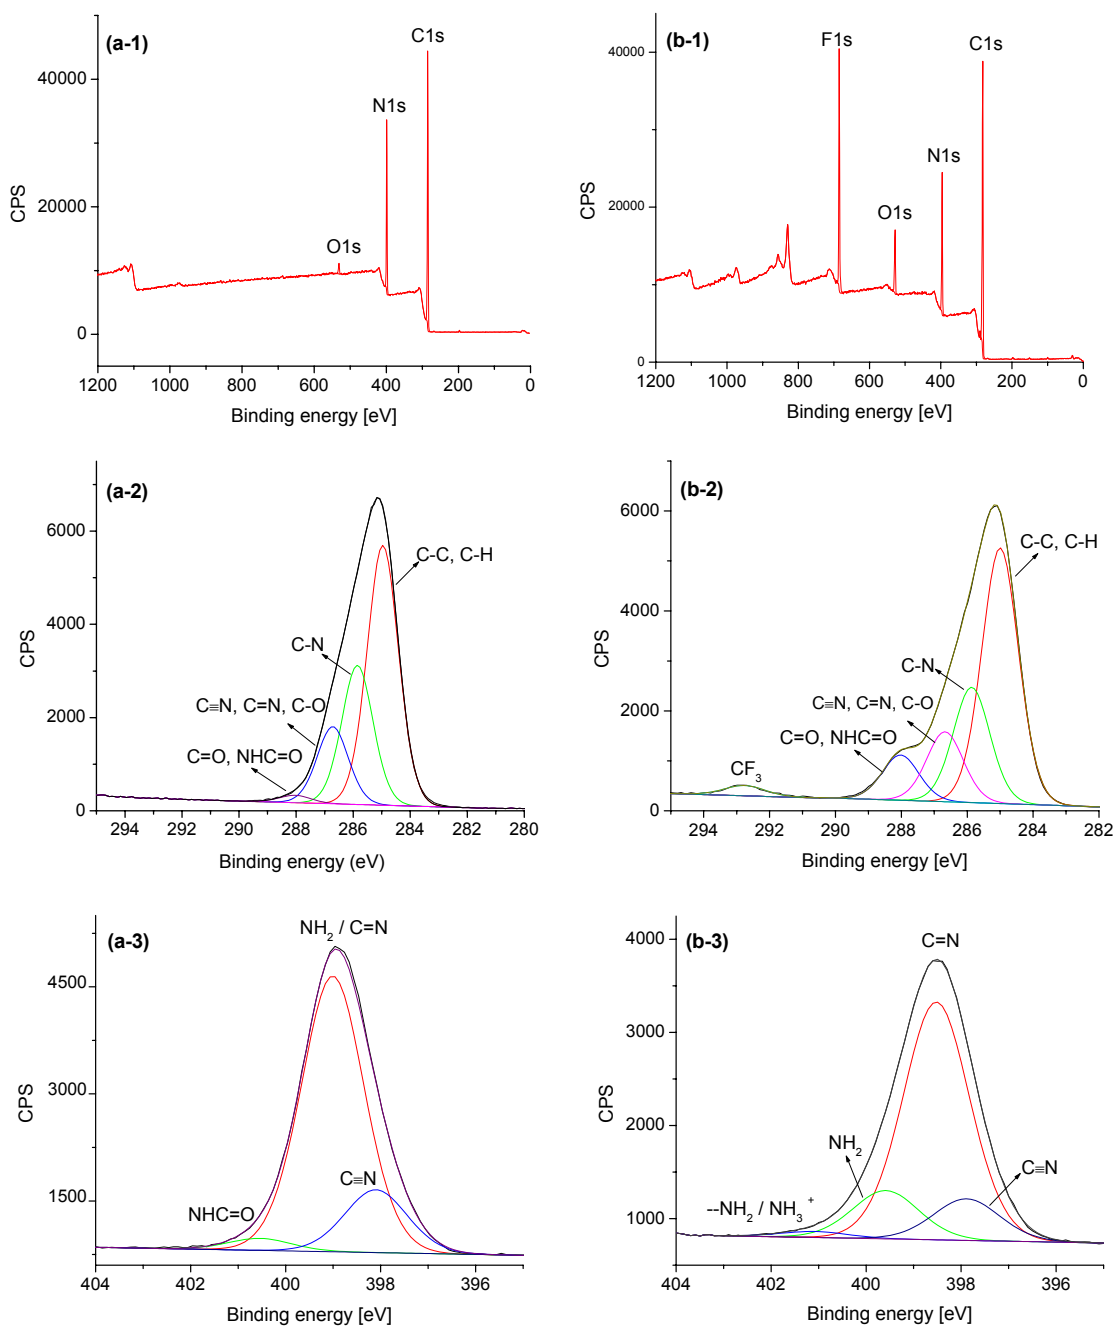 (a-1)
C1s
N1s
O1s
40000
20000
0
CPS
1200 1000 800 600 400 200 0
Binding energy [eV]
(b-1)
F1s
C1s
N1s
O1s
40000
20000
0
CPS
1200 1000 800 600 400 200 0
Binding energy [eV]
(a-2)
C-C, C-H
C-N
C≡N, C=N, C-O
C=O, NHC=O
6000
4000
2000
0
CPS
294 292 290 288 286 284 282 280
Binding energy (eV)
(b-2)
C-C, C-H
C-N
C≡N, C=N, C-O
C=O, NHC=O
CF₃
6000
4000
2000
0
CPS
294 292 290 288 286 284 282
Binding energy [eV]
(a-3)
NH₂ / C=N
C≡N
NHC=O
4500
3000
1500
CPS
404 402 400 398 396
Binding energy [eV]
(b-3)
C=N
NH₂
C≡N
--NH₂ / NH₃⁺
4000
3000
2000
1000
CPS
404 402 400 398 396
Binding energy [eV]